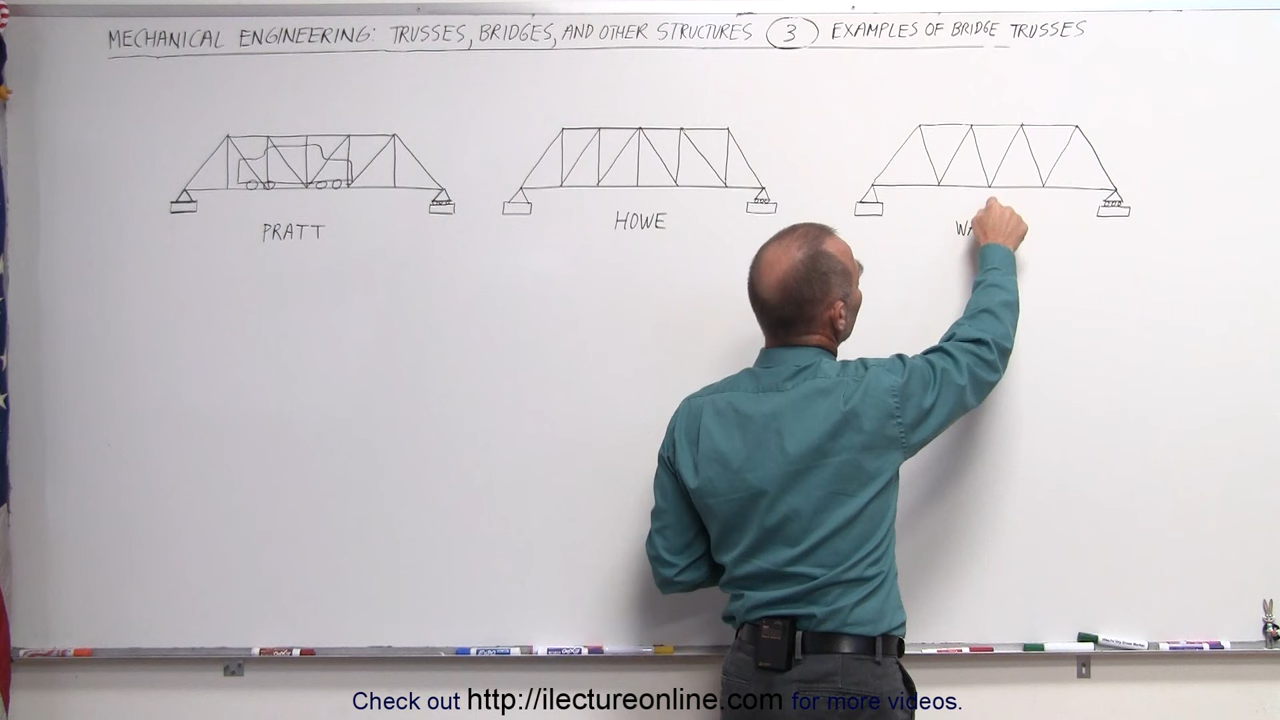 MECHANICAL ENGINEERING: TRUSSES, BRIDGES, AND OTHER STRUCTURES 3 EXAMPLES OF BRIDGE TRUSSES
PRATT HOWE WA
Check out http://ilectureonline.com for more videos.